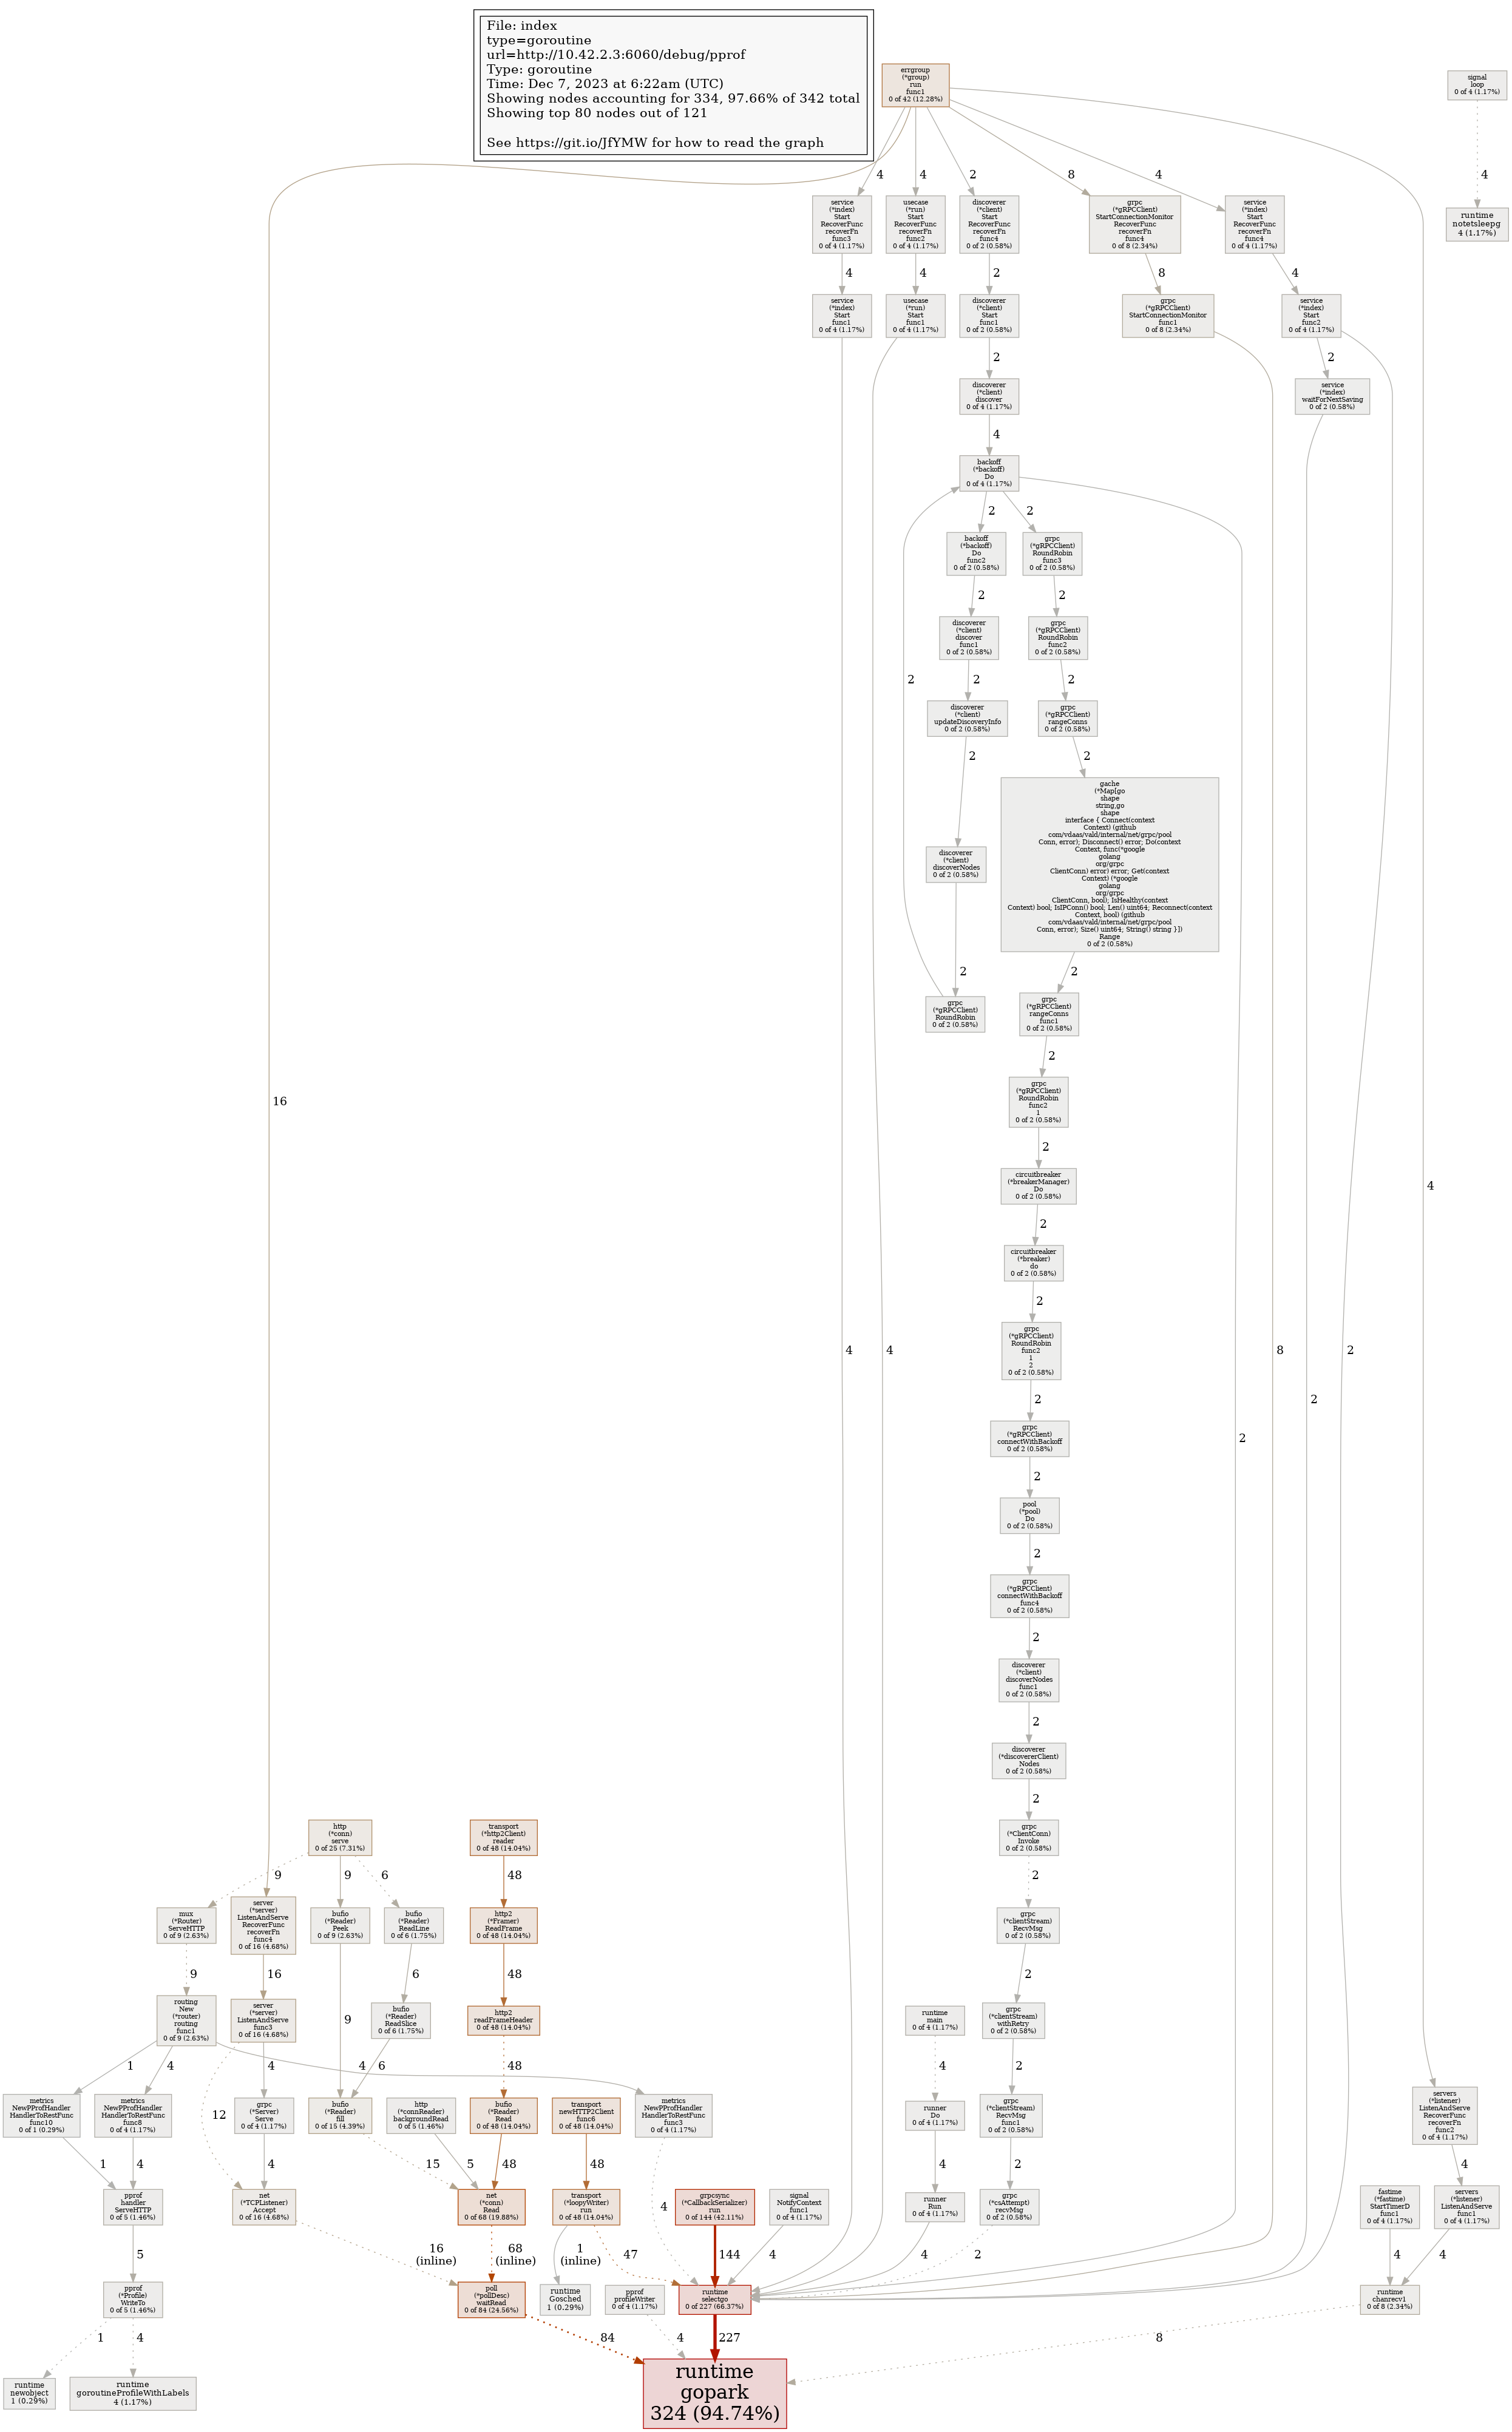 File: index
type=goroutine
url=http://10.42.2.3:6060/debug/pprof
Type: goroutine
Time: Dec 7, 2023 at 6:22am (UTC)
Showing nodes accounting for 334, 97.66% of 342 total
Showing top 80 nodes out of 121
See https://git.io/JfYMW for how to read the graph
errgroup
(*group)
run
func1
0 of 42 (12.28%)
signal
loop
0 of 4 (1.17%)
4
4
2
8
4
4
service
(*index)
Start
RecoverFunc
recoverFn
func3
0 of 4 (1.17%)
usecase
(*run)
Start
RecoverFunc
recoverFn
func2
0 of 4 (1.17%)
discoverer
(*client)
Start
RecoverFunc
recoverFn
func4
0 of 2 (0.58%)
grpc
(*gRPCClient)
StartConnectionMonitor
RecoverFunc
recoverFn
func4
0 of 8 (2.34%)
service
(*index)
Start
RecoverFunc
recoverFn
func4
0 of 4 (1.17%)
runtime
notetsleepg
4 (1.17%)
4
4
2
8
4
service
(*index)
Start
func1
0 of 4 (1.17%)
usecase
(*run)
Start
func1
0 of 4 (1.17%)
discoverer
(*client)
Start
func1
0 of 2 (0.58%)
grpc
(*gRPCClient)
StartConnectionMonitor
func1
0 of 8 (2.34%)
service
(*index)
Start
func2
0 of 4 (1.17%)
2
2
discoverer
(*client)
discover
0 of 4 (1.17%)
service
(*index)
waitForNextSaving
0 of 2 (0.58%)
4
backoff
(*backoff)
Do
0 of 4 (1.17%)
2
2
backoff
(*backoff)
Do
func2
0 of 2 (0.58%)
grpc
(*gRPCClient)
RoundRobin
func3
0 of 2 (0.58%)
2
2
discoverer
(*client)
discover
func1
0 of 2 (0.58%)
grpc
(*gRPCClient)
RoundRobin
func2
0 of 2 (0.58%)
2
2
2
discoverer
(*client)
updateDiscoveryInfo
0 of 2 (0.58%)
grpc
(*gRPCClient)
rangeConns
0 of 2 (0.58%)
2
2
gache
(*Map[go
shape
string,go
shape
interface { Connect(context
Context) (github
com/vdaas/vald/internal/net/grpc/pool
Conn, error); Disconnect() error; Do(context
Context, func(*google
golang
org/grpc
ClientConn) error) error; Get(context
Context) (*google
golang
org/grpc
ClientConn, bool); IsHealthy(context
Context) bool; IsIPConn() bool; Len() uint64; Reconnect(context
Context, bool) (github
com/vdaas/vald/internal/net/grpc/pool
Conn, error); Size() uint64; String() string }])
Range
0 of 2 (0.58%)
discoverer
(*client)
discoverNodes
0 of 2 (0.58%)
2
2
grpc
(*gRPCClient)
RoundRobin
0 of 2 (0.58%)
grpc
(*gRPCClient)
rangeConns
func1
0 of 2 (0.58%)
2
grpc
(*gRPCClient)
RoundRobin
func2
1
0 of 2 (0.58%)
16
2
circuitbreaker
(*breakerManager)
Do
0 of 2 (0.58%)
4
2
circuitbreaker
(*breaker)
do
0 of 2 (0.58%)
2
grpc
(*gRPCClient)
RoundRobin
func2
1
2
0 of 2 (0.58%)
4
4
8
2
2
2
grpc
(*gRPCClient)
connectWithBackoff
0 of 2 (0.58%)
2
2
pool
(*pool)
Do
0 of 2 (0.58%)
2
grpc
(*gRPCClient)
connectWithBackoff
func4
0 of 2 (0.58%)
2
discoverer
(*client)
discoverNodes
func1
0 of 2 (0.58%)
2
discoverer
(*discovererClient)
Nodes
0 of 2 (0.58%)
2
http
(*conn)
serve
0 of 25 (7.31%)
transport
(*http2Client)
reader
0 of 48 (14.04%)
grpc
(*ClientConn)
Invoke
0 of 2 (0.58%)
9
9
6
48
2
mux
(*Router)
ServeHTTP
0 of 9 (2.63%)
server
(*server)
ListenAndServe
RecoverFunc
recoverFn
func4
0 of 16 (4.68%)
bufio
(*Reader)
Peek
0 of 9 (2.63%)
bufio
(*Reader)
ReadLine
0 of 6 (1.75%)
http2
(*Framer)
ReadFrame
0 of 48 (14.04%)
grpc
(*clientStream)
RecvMsg
0 of 2 (0.58%)
9
16
6
48
2
routing
New
(*router)
routing
func1
0 of 9 (2.63%)
server
(*server)
ListenAndServe
func3
0 of 16 (4.68%)
9
bufio
(*Reader)
ReadSlice
0 of 6 (1.75%)
http2
readFrameHeader
0 of 48 (14.04%)
runtime
main
0 of 4 (1.17%)
grpc
(*clientStream)
withRetry
0 of 2 (0.58%)
1
4
4
4
6
48
4
2
metrics
NewPProfHandler
HandlerToRestFunc
func10
0 of 1 (0.29%)
metrics
NewPProfHandler
HandlerToRestFunc
func8
0 of 4 (1.17%)
12
grpc
(*Server)
Serve
0 of 4 (1.17%)
bufio
(*Reader)
fill
0 of 15 (4.39%)
http
(*connReader)
backgroundRead
0 of 5 (1.46%)
bufio
(*Reader)
Read
0 of 48 (14.04%)
transport
newHTTP2Client
func6
0 of 48 (14.04%)
metrics
NewPProfHandler
HandlerToRestFunc
func3
0 of 4 (1.17%)
runner
Do
0 of 4 (1.17%)
grpc
(*clientStream)
RecvMsg
func1
0 of 2 (0.58%)
servers
(*listener)
ListenAndServe
RecoverFunc
recoverFn
func2
0 of 4 (1.17%)
1
4
4
15
5
48
48
4
2
4
pprof
handler
ServeHTTP
0 of 5 (1.46%)
net
(*TCPListener)
Accept
0 of 16 (4.68%)
net
(*conn)
Read
0 of 68 (19.88%)
transport
(*loopyWriter)
run
0 of 48 (14.04%)
4
grpcsync
(*CallbackSerializer)
run
0 of 144 (42.11%)
signal
NotifyContext
func1
0 of 4 (1.17%)
runner
Run
0 of 4 (1.17%)
grpc
(*csAttempt)
recvMsg
0 of 2 (0.58%)
fastime
(*fastime)
StartTimerD
func1
0 of 4 (1.17%)
servers
(*listener)
ListenAndServe
func1
0 of 4 (1.17%)
5
16
(inline)
68
(inline)
1
(inline)
47
144
4
4
2
4
4
pprof
(*Profile)
WriteTo
0 of 5 (1.46%)
poll
(*pollDesc)
waitRead
0 of 84 (24.56%)
runtime
Gosched
1 (0.29%)
pprof
profileWriter
0 of 4 (1.17%)
runtime
selectgo
0 of 227 (66.37%)
runtime
chanrecv1
0 of 8 (2.34%)
1
4
84
4
227
8
runtime
newobject
1 (0.29%)
runtime
goroutineProfileWithLabels
4 (1.17%)
runtime
gopark
324 (94.74%)